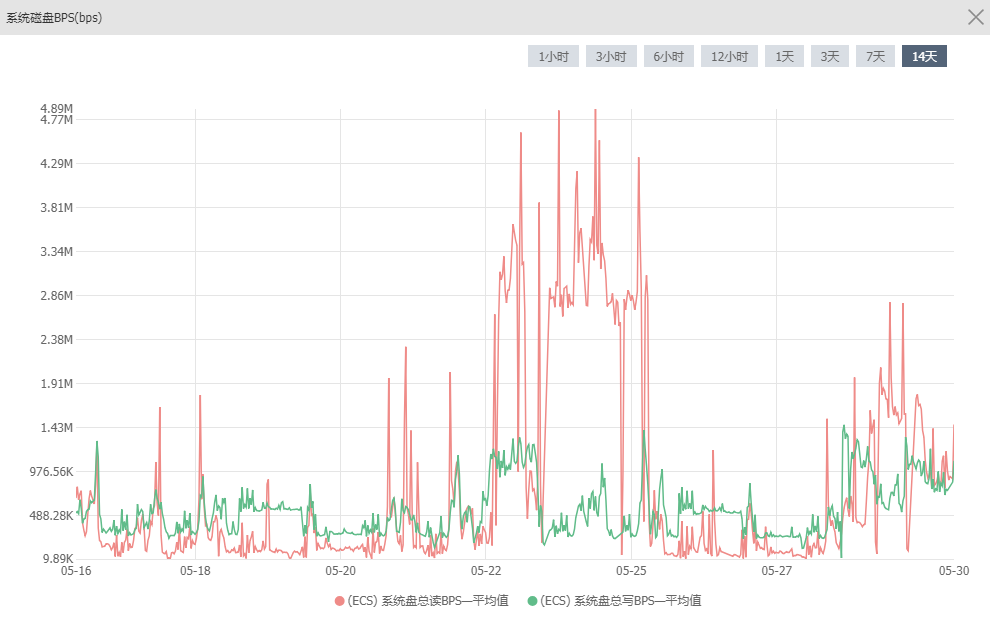 系统磁盘BPS(bps)
1小时 3小时 6小时 12小时 1天 3天 7天 14天
4.89M
4.77M
4.29M
3.81M
3.34M
2.86M
2.38M
1.91M
1.43M
976.56K
488.28K
9.89K
05-16 05-18 05-20 05-22 05-25 05-27 05-30
(ECS) 系统盘总读BPS—平均值 (ECS) 系统盘总写BPS—平均值